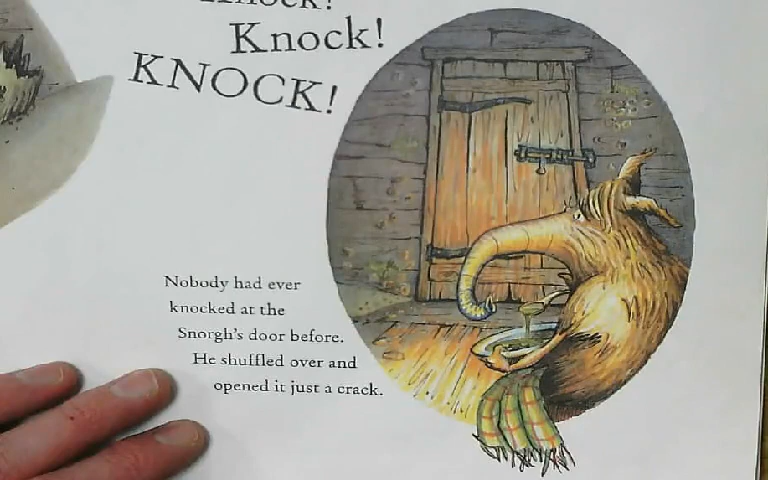 Knock!
Knock!
KNOCK!
Nobody had ever
knocked at the
Snorgh's door before.
He shuffled over and
opened it just a crack.